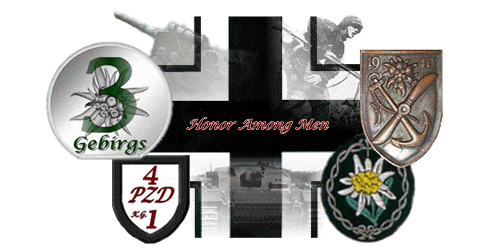 3
Gebirgs
Honor Among Men
4
PZD
K.G. 1